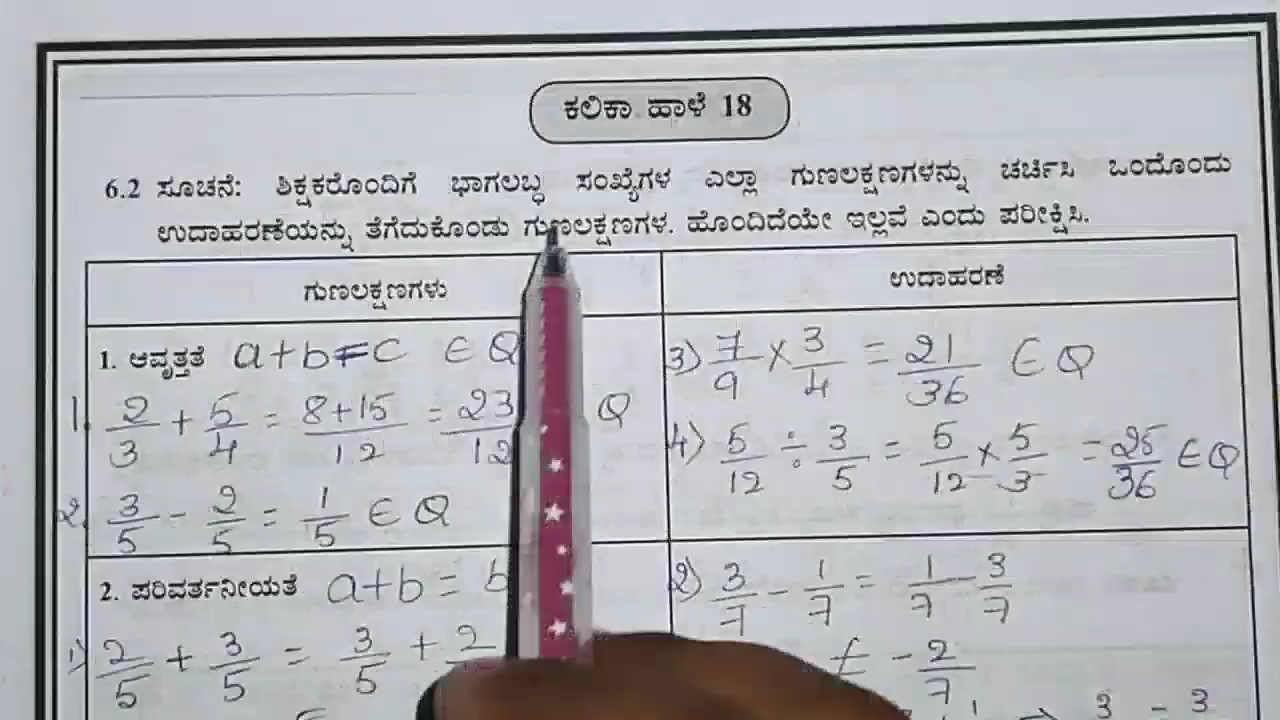 ಕಲಿಕಾ ಹಾಳೆ 18
6.2 ಸೂಚನೆ: ಶಿಕ್ಷಕರೊಂದಿಗೆ ಭಾಗಲಬ್ಧ ಸಂಖ್ಯೆಗಳ ಎಲ್ಲಾ ಗುಣಲಕ್ಷಣಗಳನ್ನು ಚರ್ಚಿಸಿ ಒಂದೊಂದು
ಉದಾಹರಣೆಯನ್ನು ತೆಗೆದುಕೊಂಡು ಗುಣಲಕ್ಷಣಗಳ. ಹೊಂದಿದೆಯೇ ಇಲ್ಲವೆ ಎಂದು ಪರೀಕ್ಷಿಸಿ.
ಗುಣಲಕ್ಷಣಗಳು
1. ಆವೃತ್ತತೆ a+b=c ∈ Q
1. 2/3 + 5/4 = 8+15/12 = 23/12 Q
2. 3/5 - 2/5 = 1/5 ∈ Q
2. ಪರಿವರ್ತನೀಯತೆ a+b = b
1) 2/5 + 3/5 = 3/5 + 2
ಉದಾಹರಣೆ
3) 7/9 × 3/4 = 21/36 ∈ Q
4) 5/12 ÷ 3/5 = 5/12 × 5/3 = 25/36 ∈ Q
2) 3/7 - 1/7 = 1/7 - 3/7
≠ -2/7
3 - 3